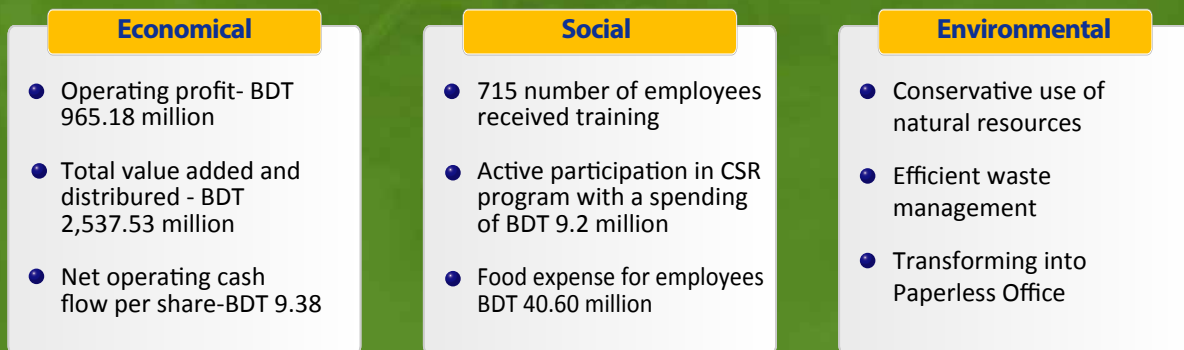 Economical
Operating profit- BDT
965.18 million
Total value added and
distribured - BDT
2,537.53 million
Net operating cash
flow per share-BDT 9.38
Social
715 number of employees
received training
Active participation in CSR
program with a spending
of BDT 9.2 million
Food expense for employees
BDT 40.60 million
Environmental
Conservative use of
natural resources
Efficient waste
management
Transforming into
Paperless Office